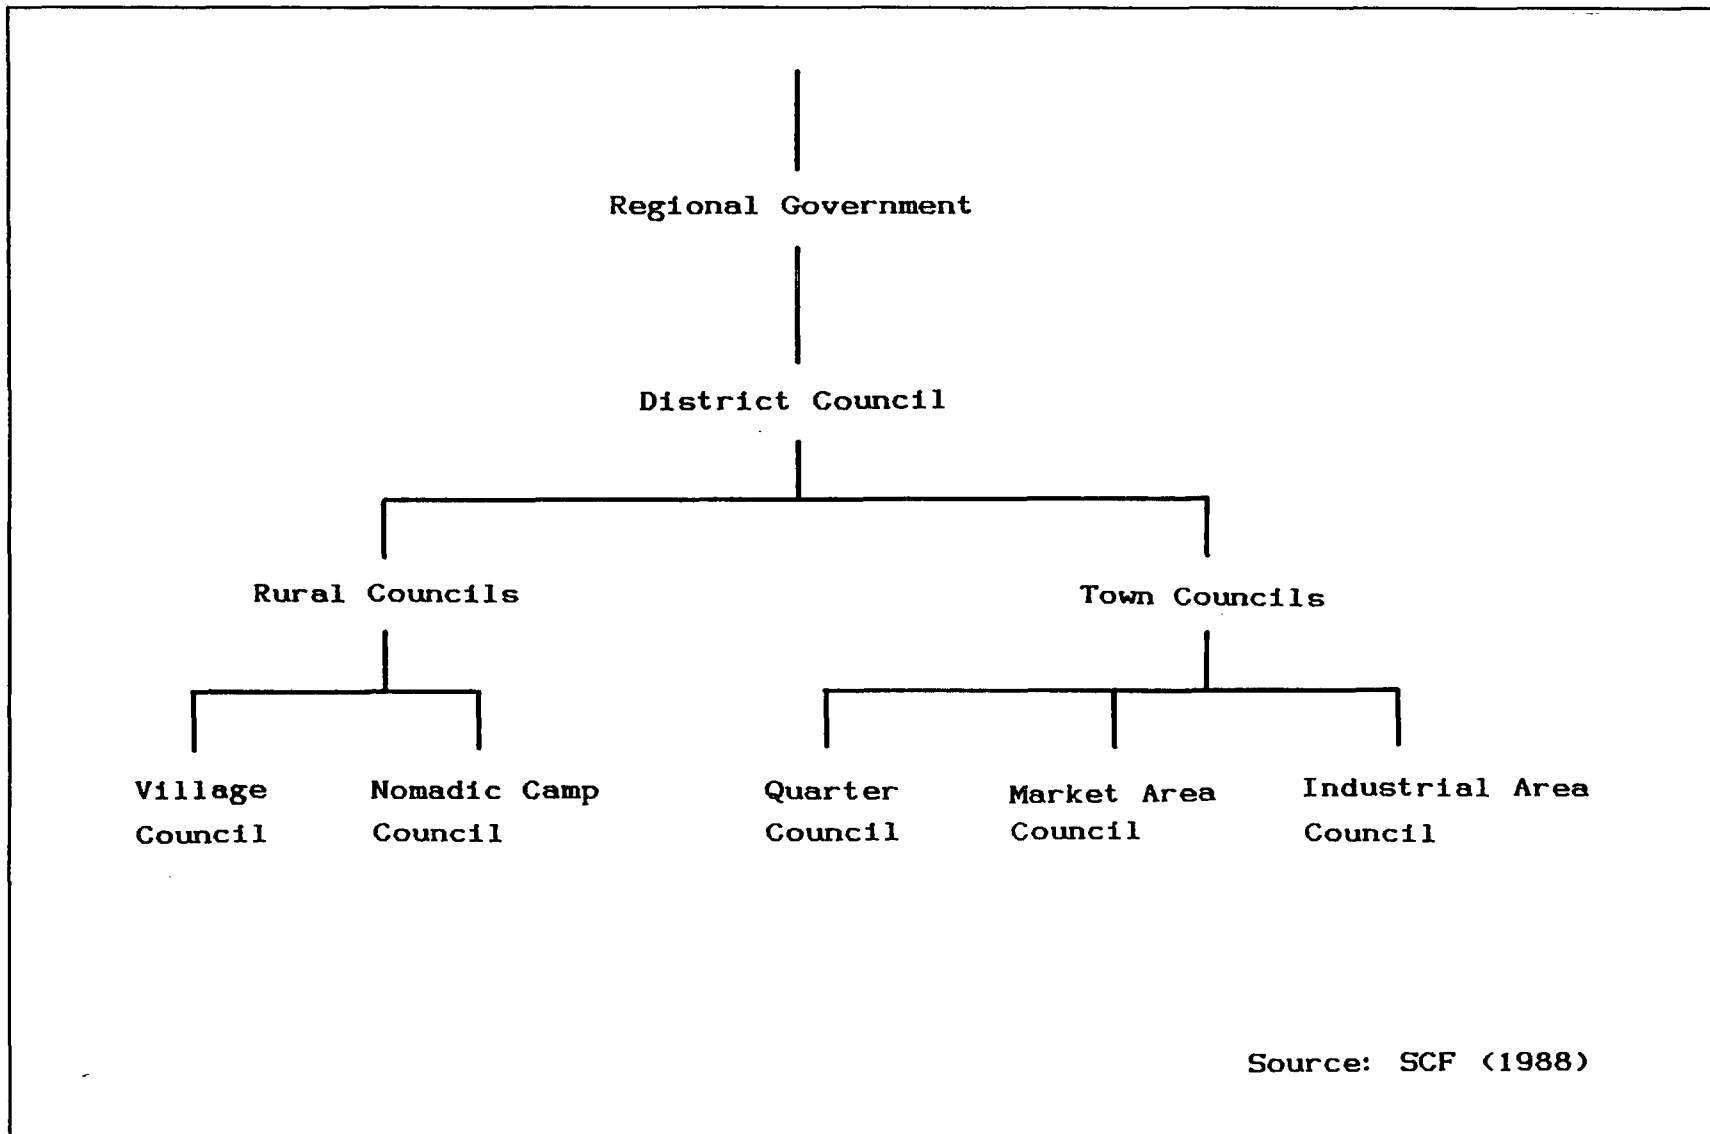 Regional Government
District Council
Rural Councils
Town Councils
Village
Council
Nomadic Camp
Council
Quarter
Council
Market Area
Council
Industrial Area
Council
Source: SCF (1988)